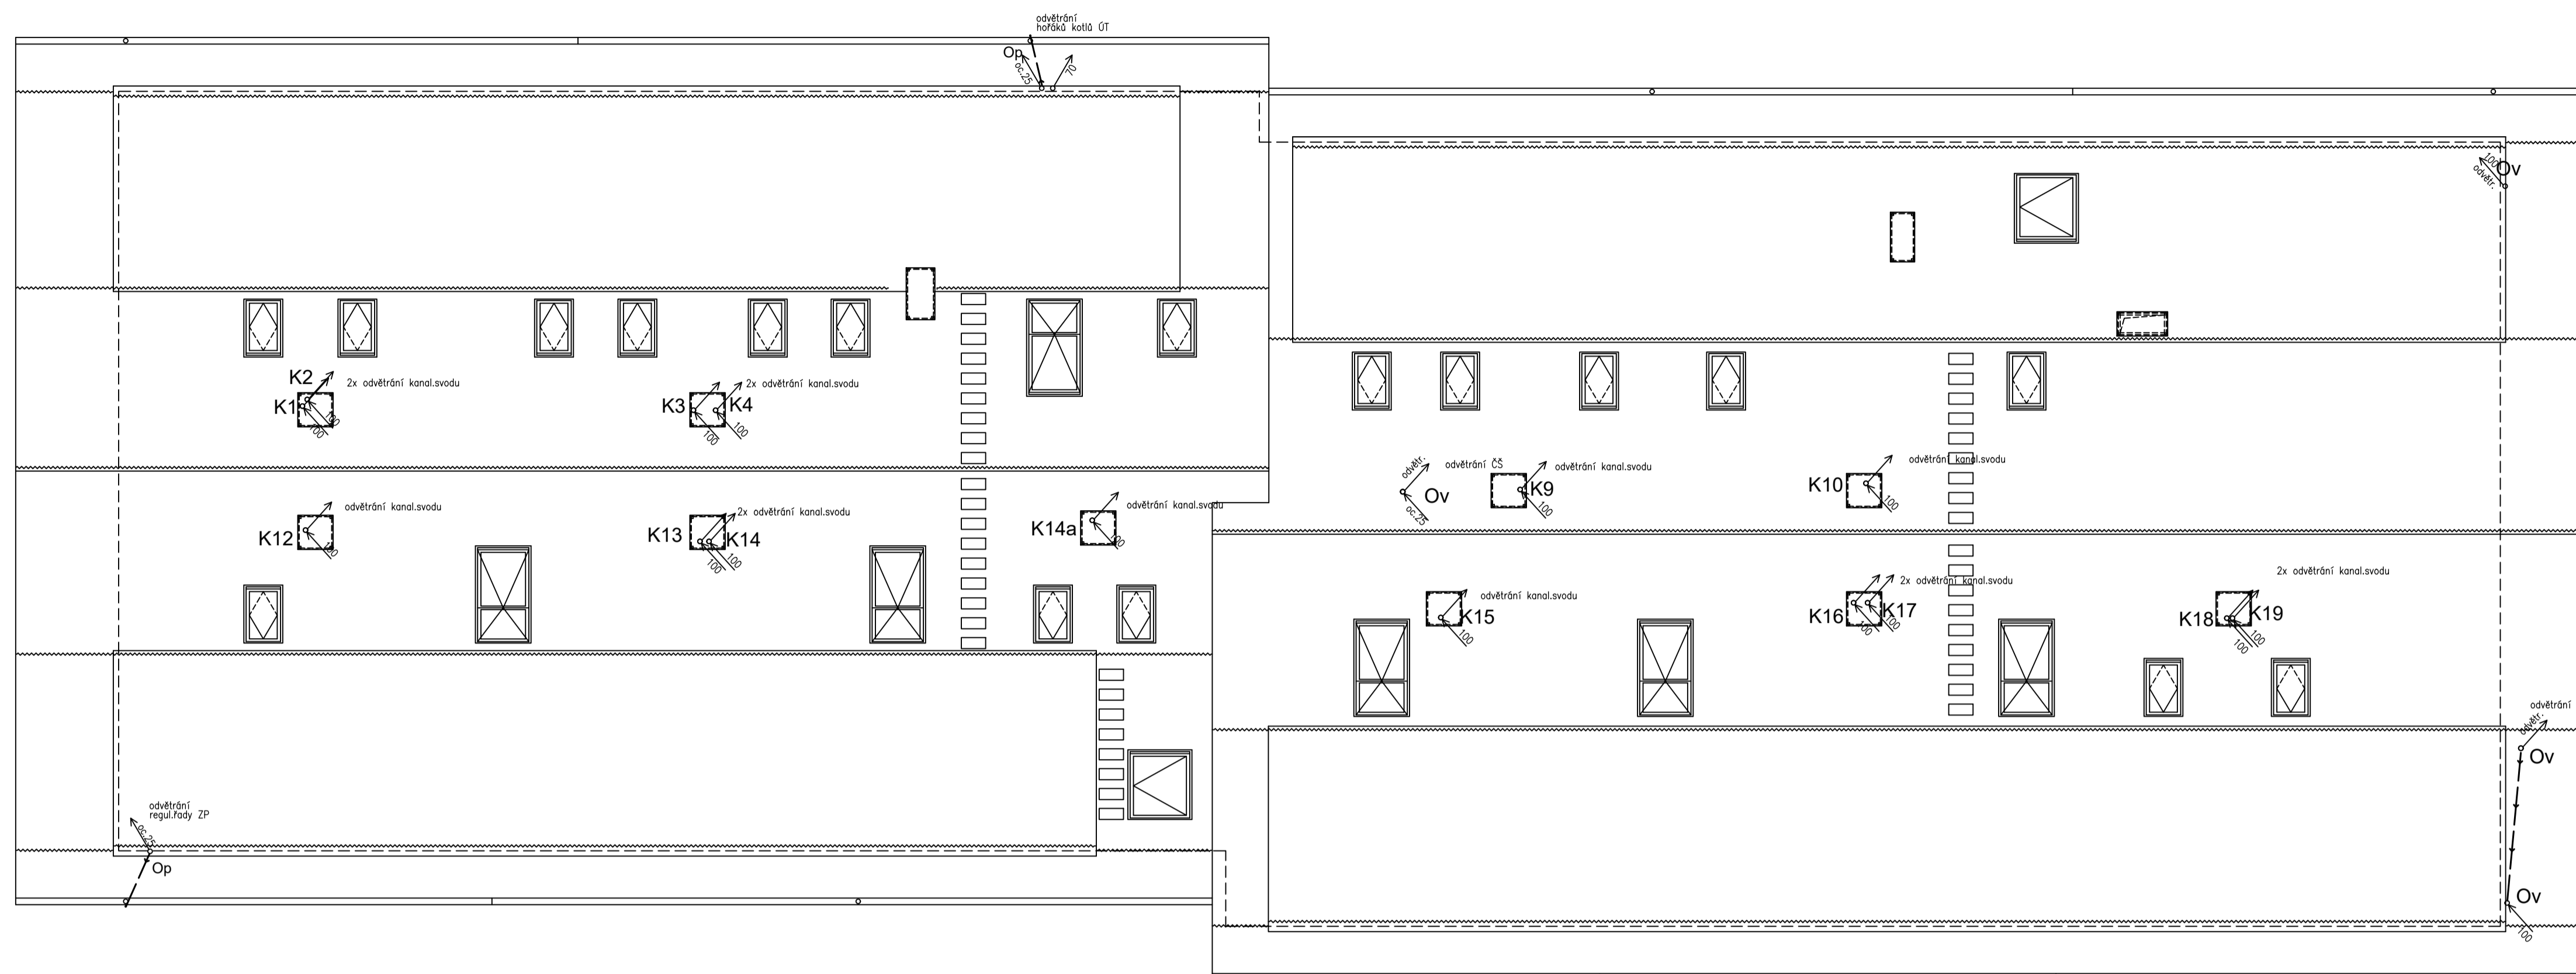 odvětrání
hořáků kotlů ÚT
Op
oc.25
70
100
odvětr.
Ov
K2
2x odvětrání kanal.svodu
K1
100
100
2x odvětrání kanal.svodu
K3
K4
100
100
odvětr.
odvětrání ČŠ
Ov
oc.25
odvětrání kanal.svodu
K9
100
odvětrání kanal.svodu
K10
100
odvětrání kanal.svodu
K12
100
2x odvětrání kanal.svodu
K13
K14
100
100
odvětrání kanal.svodu
K14a
100
odvětrání kanal.svodu
K15
100
2x odvětrání kanal.svodu
K16
K17
100
100
2x odvětrání kanal.svodu
K18
K19
100
100
odvětrání
odvětr.
Ov
odvětrání
regul.řady ZP
oc.25
Op
Ov
100